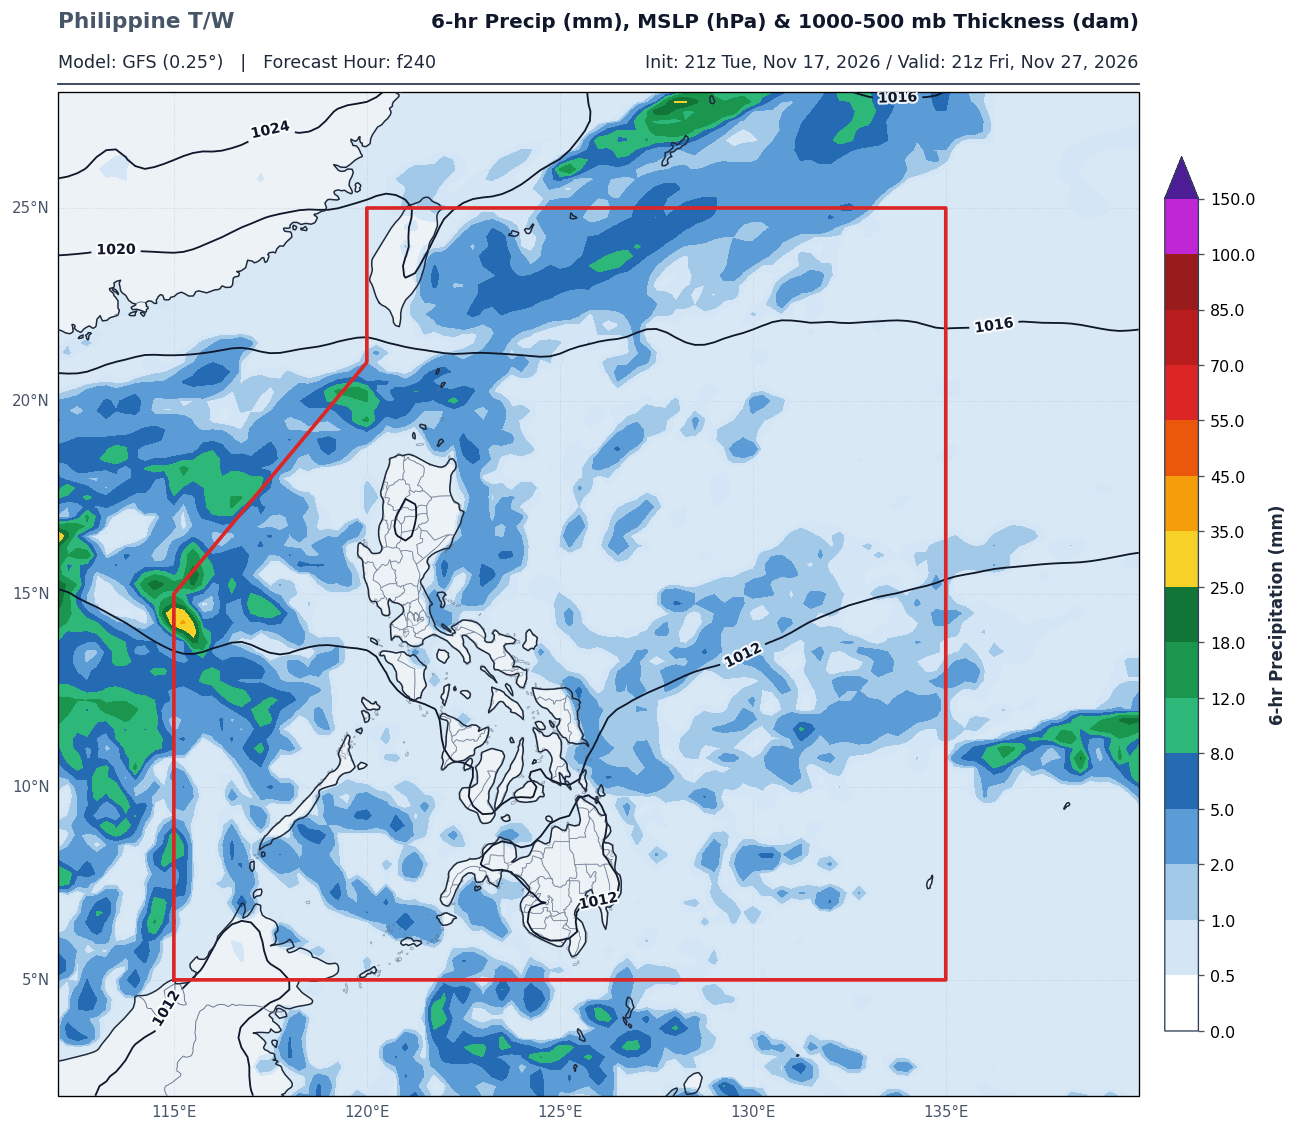 Philippine T/W
6-hr Precip (mm), MSLP (hPa) & 1000-500 mb Thickness (dam)
Model: GFS (0.25°) | Forecast Hour: f240
Init: 21z Tue, Nov 17, 2026 / Valid: 21z Fri, Nov 27, 2026
1016
1024
1020
1016
1012
1012
1012
25°N
20°N
15°N
10°N
5°N
115°E
120°E
125°E
130°E
135°E
150.0
100.0
85.0
70.0
55.0
45.0
35.0
25.0
18.0
12.0
8.0
5.0
2.0
1.0
0.5
0.0
6-hr Precipitation (mm)